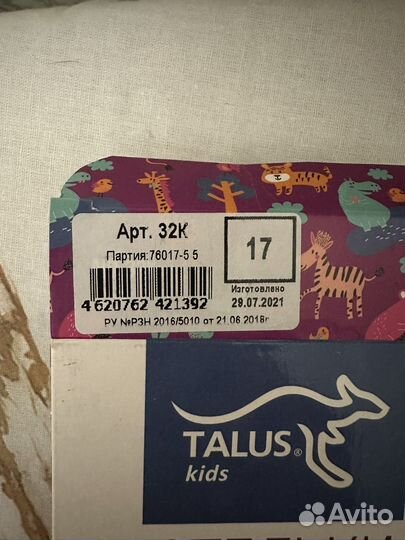 Арт. 32К
17
Партия:76017-5 5
4 620762 421392
Изготовлено
29.07.2021
РУ №РЗН 2016/5010 от 21.06 2018г
TALUS®
kids
Avito